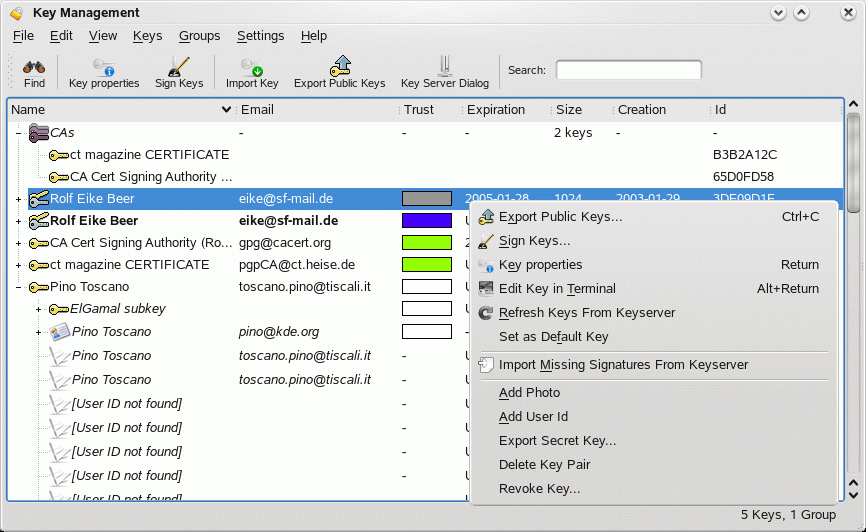 Key Management
File Edit View Keys Groups Settings Help
Find Key properties Sign Keys Import Key Export Public Keys Key Server Dialog Search:
Name Email Trust Expiration Size Creation Id
CAs - - - 2 keys - -
ct magazine CERTIFICATE B3B2A12C
CA Cert Signing Authority ... 65D0FD58
Rolf Eike Beer eike@sf-mail.de 2005-01-28 1024 2003-01-29 3DF09D1F
Rolf Eike Beer eike@sf-mail.de
CA Cert Signing Authority (Ro... gpg@cacert.org
ct magazine CERTIFICATE pgpCA@ct.heise.de
Pino Toscano toscano.pino@tiscali.it
ElGamal subkey
Pino Toscano pino@kde.org -
Pino Toscano toscano.pino@tiscali.it -
Pino Toscano toscano.pino@tiscali.it -
[User ID not found] -
[User ID not found] -
[User ID not found] -
[User ID not found] -
[User ID not found] -
Export Public Keys... Ctrl+C
Sign Keys...
Key properties Return
Edit Key in Terminal Alt+Return
Refresh Keys From Keyserver
Set as Default Key
Import Missing Signatures From Keyserver
Add Photo
Add User Id
Export Secret Key...
Delete Key Pair
Revoke Key...
5 Keys, 1 Group